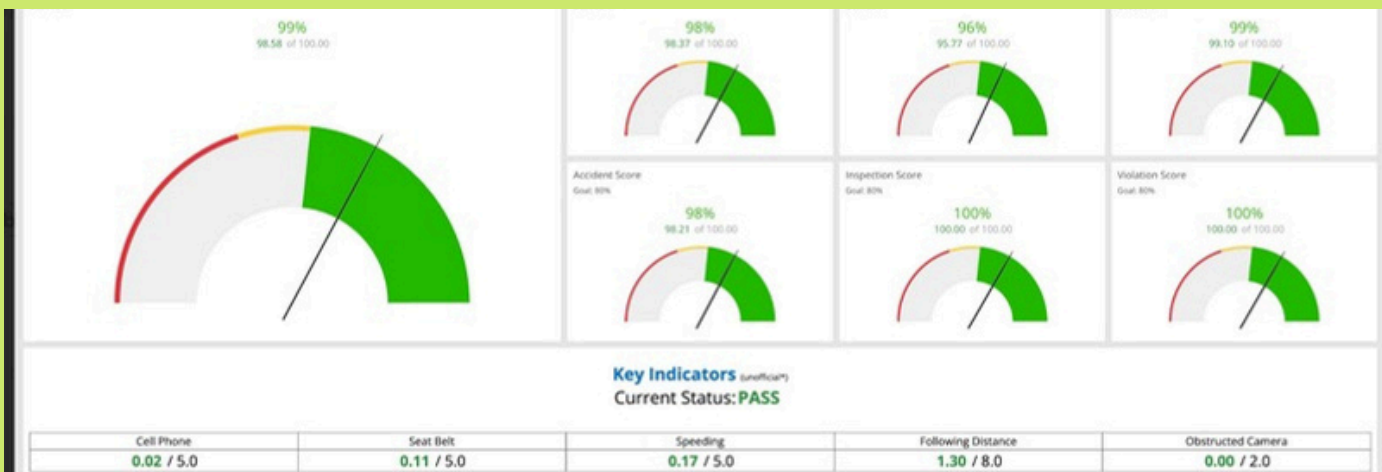 99%
98.58 of 100.00
98%
98.37 of 100.00
96%
95.77 of 100.00
99%
99.10 of 100.00
Accident Score
Goal: 80%
98%
98.21 of 100.00
Inspection Score
Goal: 80%
100%
100.00 of 100.00
Violation Score
Goal: 80%
100%
100.00 of 100.00
Key Indicators (unofficial*)
Current Status: PASS
Cell Phone Seat Belt Speeding Following Distance Obstructed Camera
0.02 / 5.0 0.11 / 5.0 0.17 / 5.0 1.30 / 8.0 0.00 / 2.0